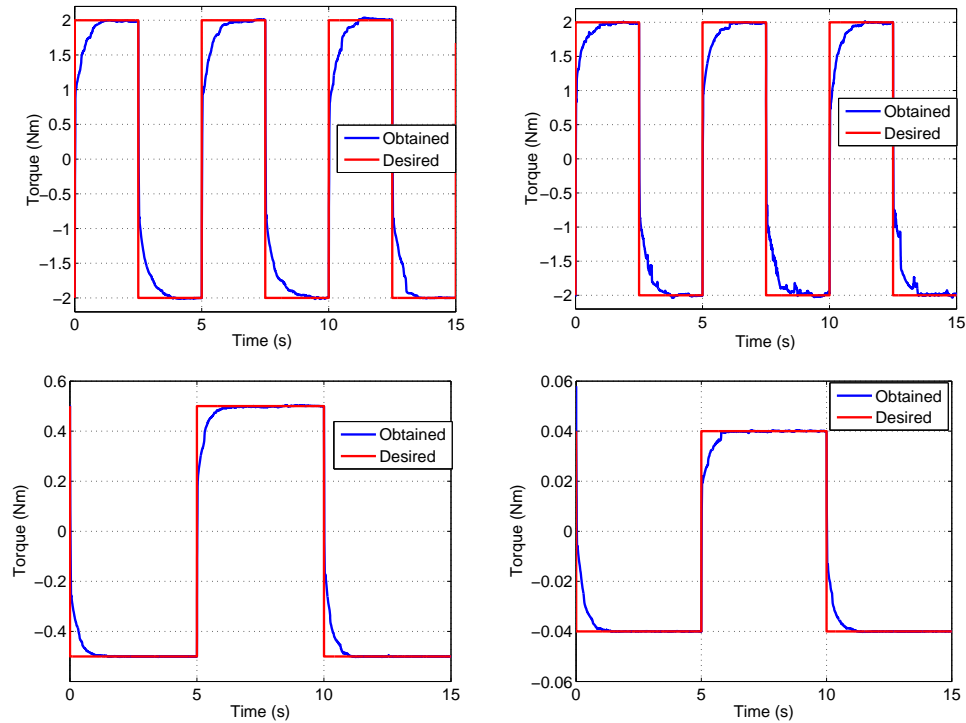 2
1.5
1
0.5
0
−0.5
−1
−1.5
−2
Torque (Nm)
Obtained
Desired
0 5 10 15
Time (s)
2
1.5
1
0.5
0
−0.5
−1
−1.5
−2
Torque (Nm)
Obtained
Desired
0 5 10 15
Time (s)
0.6
0.4
0.2
0
−0.2
−0.4
Torque (Nm)
Obtained
Desired
0 5 10 15
Time (s)
0.06
0.04
0.02
0
−0.02
−0.04
−0.06
Torque (Nm)
Obtained
Desired
0 5 10 15
Time (s)